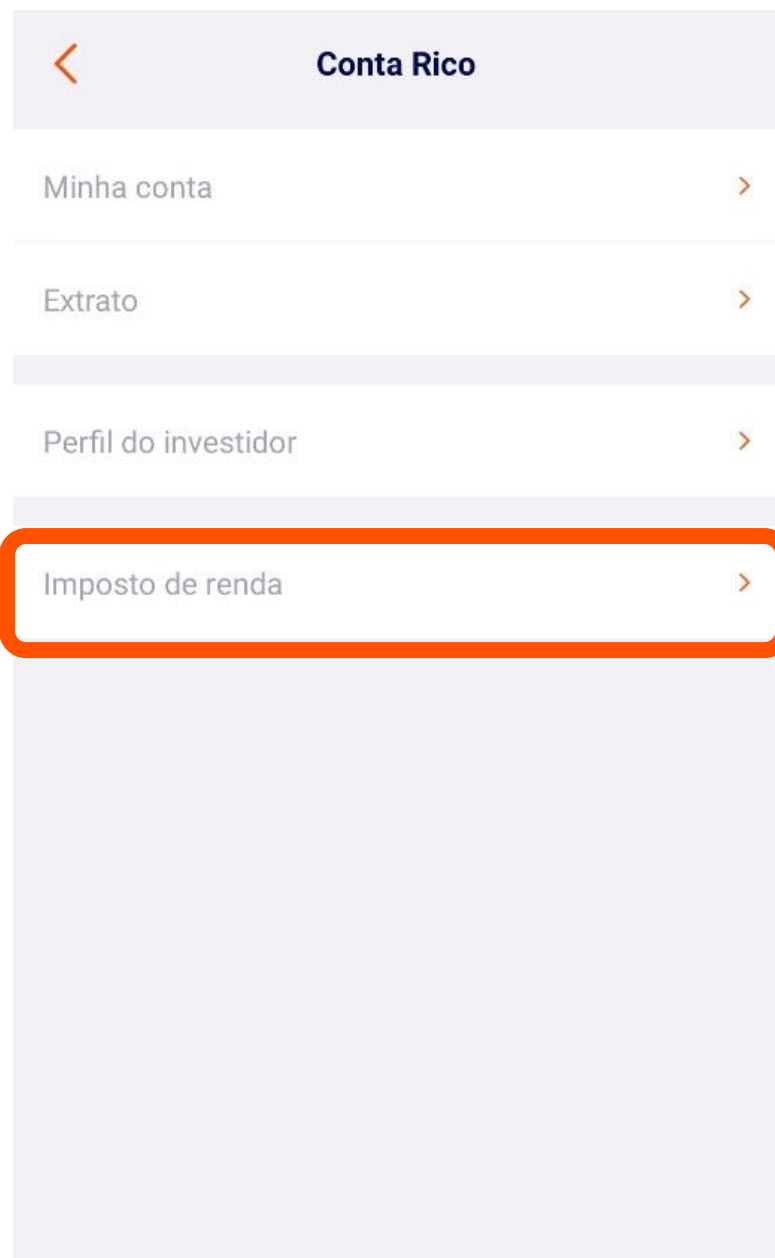 Conta Rico
Minha conta
Extrato
Perfil do investidor
Imposto de renda